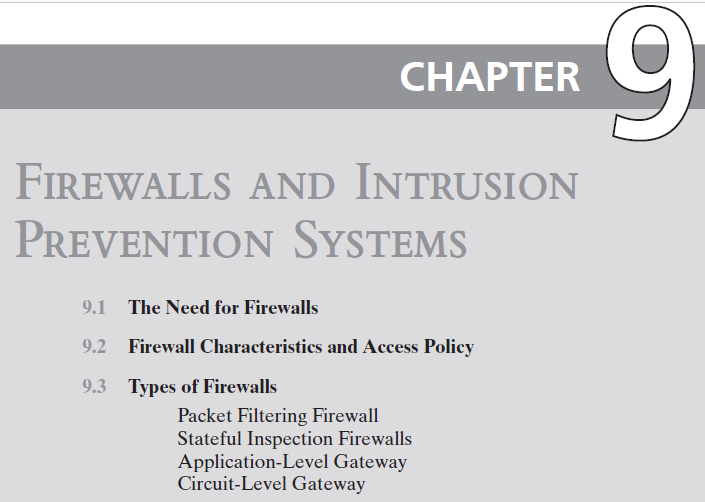 CHAPTER 9
FIREWALLS AND INTRUSION
PREVENTION SYSTEMS
9.1 The Need for Firewalls
9.2 Firewall Characteristics and Access Policy
9.3 Types of Firewalls
Packet Filtering Firewall
Stateful Inspection Firewalls
Application-Level Gateway
Circuit-Level Gateway